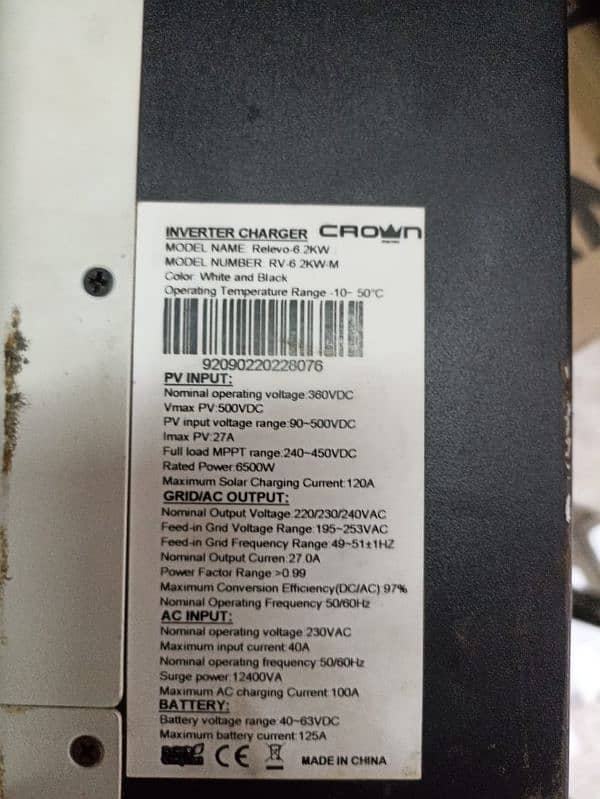 INVERTER CHARGER CROWN
MODEL NAME: Relevo-6.2KW
MODEL NUMBER: RV-6.2KW-M
Color: White and Black
Operating Temperature Range -10~ 50°C
92090220228076
PV INPUT:
Nominal operating voltage:360VDC
Vmax PV:500VDC
PV input voltage range:90~500VDC
Imax PV:27A
Full load MPPT range:240~450VDC
Rated Power:6500W
Maximum Solar Charging Current:120A
GRID/AC OUTPUT:
Nominal Output Voltage:220/230/240VAC
Feed-in Grid Voltage Range:195~253VAC
Feed-in Grid Frequency Range:49~51±1HZ
Nominal Output Curren:27.0A
Power Factor Range >0.99
Maximum Conversion Efficiency(DC/AC) 97%
Nominal Operating Frequency 50/60Hz
AC INPUT:
Nominal operating voltage:230VAC
Maximum input current:40A
Nominal operating frequency:50/60Hz
Surge power:12400VA
Maximum AC charging Current:100A
BATTERY:
Battery voltage range:40~63VDC
Maximum battery current:125A
CE MADE IN CHINA